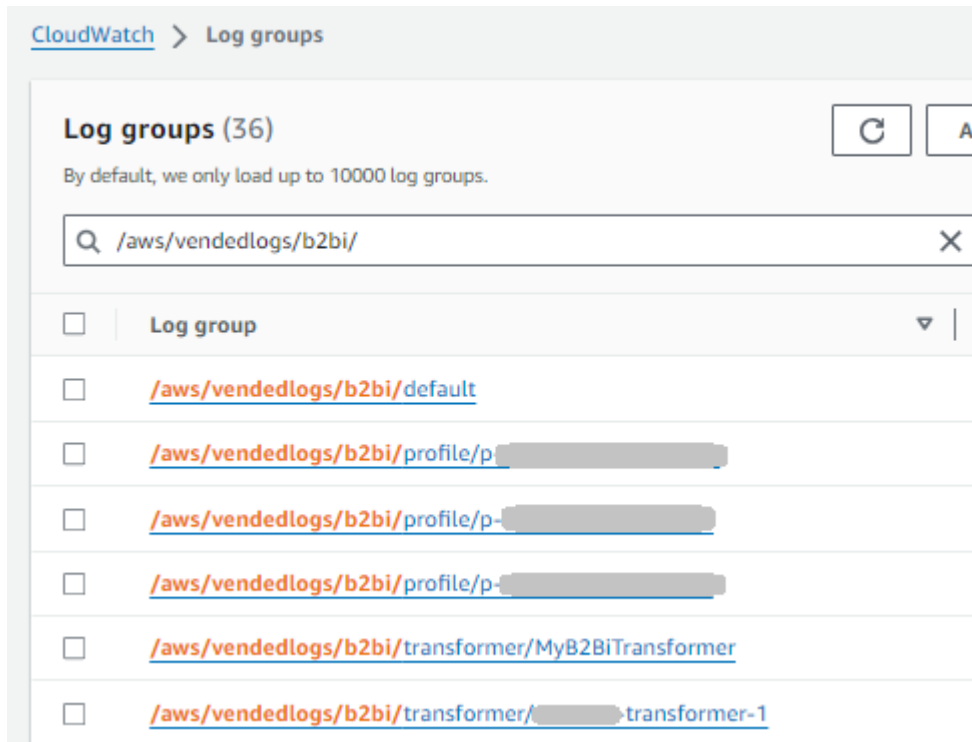 CloudWatch > Log groups
Log groups (36)
A
By default, we only load up to 10000 log groups.
/aws/vendedlogs/b2bi/
Log group
/aws/vendedlogs/b2bi/default
/aws/vendedlogs/b2bi/profile/p-
/aws/vendedlogs/b2bi/profile/p-
/aws/vendedlogs/b2bi/profile/p-
/aws/vendedlogs/b2bi/transformer/MyB2BiTransformer
/aws/vendedlogs/b2bi/transformer/ -transformer-1